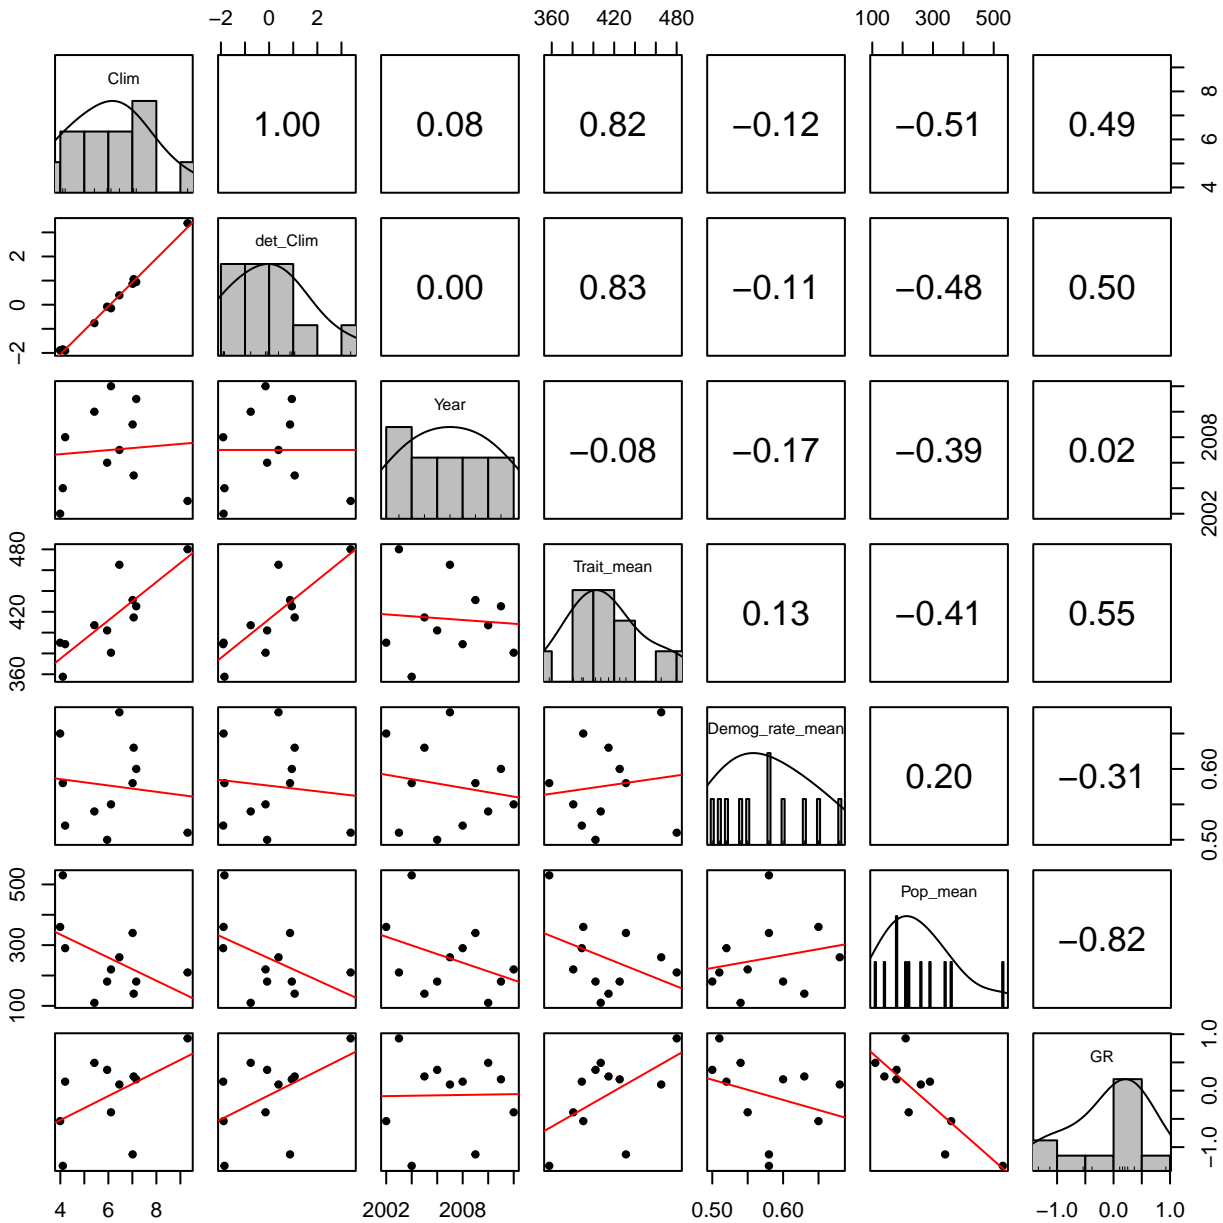 −2 0 2 360 420 480 100 300 500
Clim 1.00 0.08 0.82 −0.12 −0.51 0.49 4 6 8
−2 0 2 det_Clim 0.00 0.83 −0.11 −0.48 0.50
Year −0.08 −0.17 −0.39 0.02 2002 2008
360 420 480 Trait_mean 0.13 −0.41 0.55
Demog_rate_mean 0.20 −0.31 0.50 0.60
100 300 500 Pop_mean −0.82
GR −1.0 0.0 1.0
4 6 8 2002 2008 0.50 0.60 −1.0 0.0 1.0